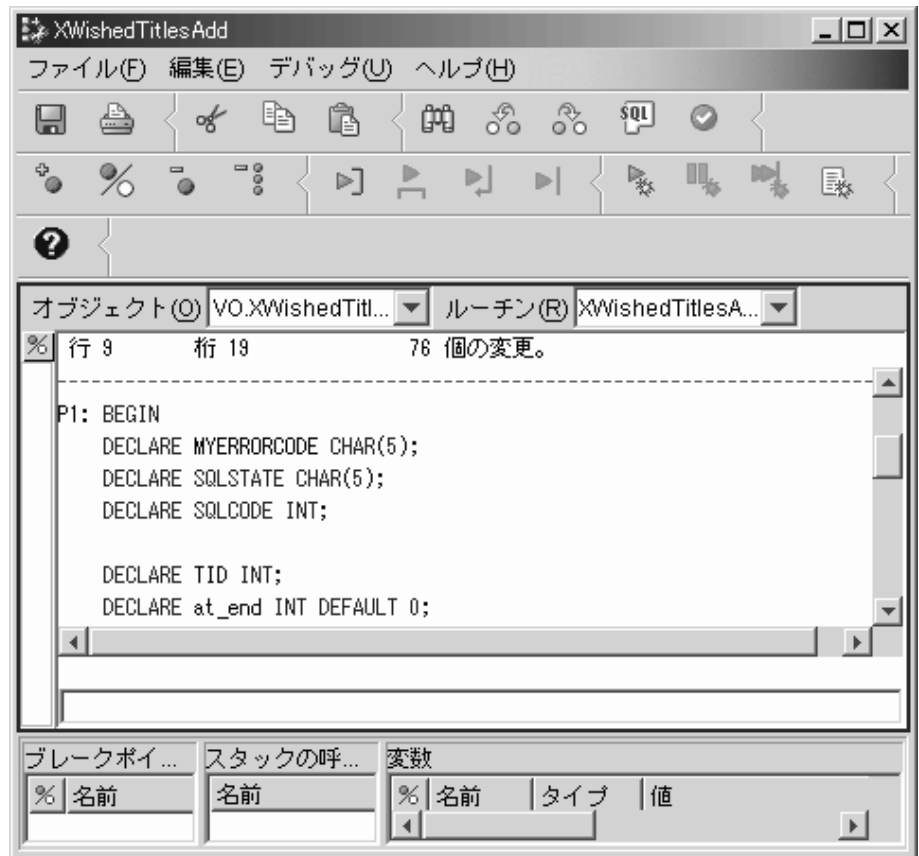 XWishedTitlesAdd
ファイル(F) 編集(E) デバッグ(U) ヘルプ(H)
SQL
オブジェクト(O) VO.XWishedTitl... ルーチン(R) XWishedTitlesA...
% 行 9 桁 19 76 個の変更。
P1: BEGIN
DECLARE MYERRORCODE CHAR(5);
DECLARE SQLSTATE CHAR(5);
DECLARE SQLCODE INT;
DECLARE TID INT;
DECLARE at_end INT DEFAULT 0;
ブレークポイ... スタックの呼... 変数
% 名前 名前 % 名前 タイプ 値